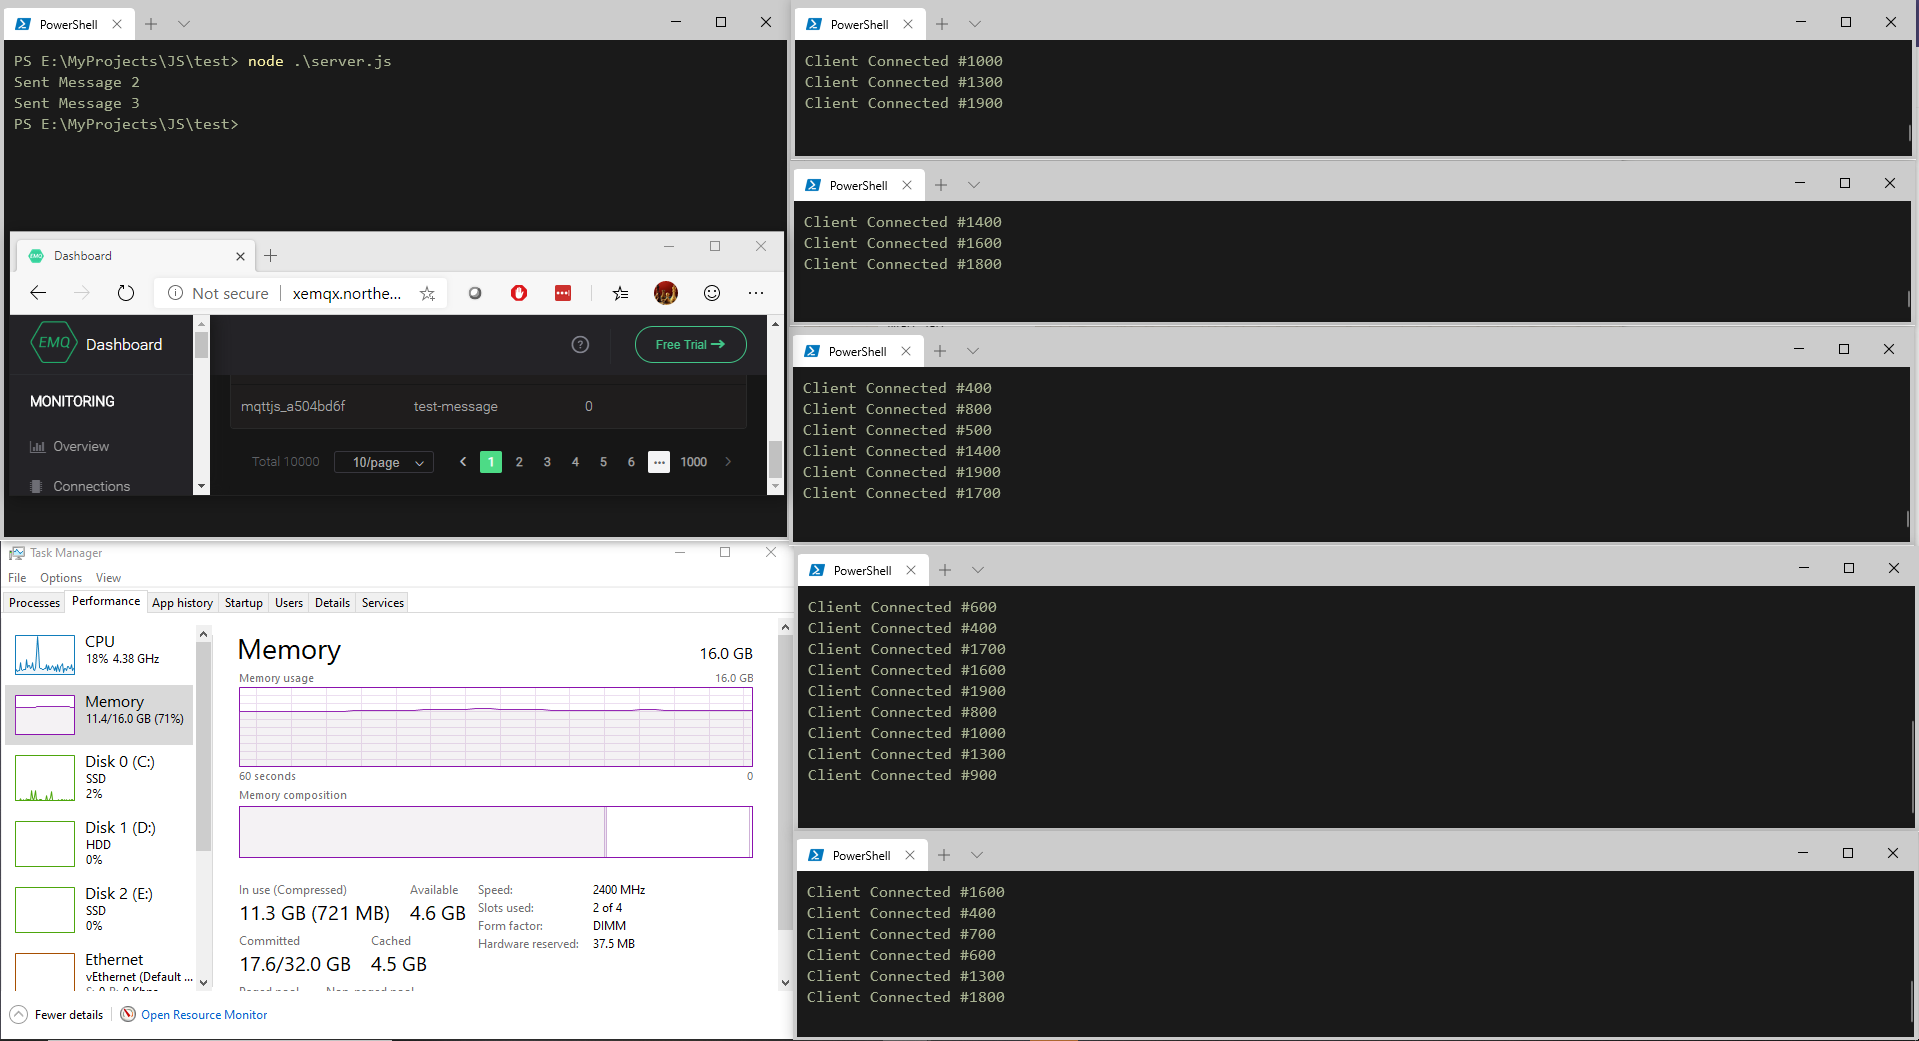 PowerShell
PS E:\MyProjects\JS\test> node .\server.js
Sent Message 2
Sent Message 3
PS E:\MyProjects\JS\test>
Dashboard
Not secure
xemqx.northe...
EMQ
Dashboard
Free Trial
MONITORING
Overview
Connections
mqttjs_a504bd6f test-message 0
Total 10000 10/page 1 2 3 4 5 6 ••• 1000
Task Manager
File Options View
Processes Performance App history Startup Users Details Services
CPU
18% 4.38 GHz
Memory
11.4/16.0 GB (71%)
Disk 0 (C:)
SSD
2%
Disk 1 (D:)
HDD
0%
Disk 2 (E:)
SSD
0%
Ethernet
vEthernet (Default ...
Memory 16.0 GB
Memory usage 16.0 GB
60 seconds 0
Memory composition
In use (Compressed) Available
11.3 GB (721 MB) 4.6 GB
Committed Cached
17.6/32.0 GB 4.5 GB
Speed: 2400 MHz
Slots used: 2 of 4
Form factor: DIMM
Hardware reserved: 37.5 MB
Fewer details Open Resource Monitor
PowerShell
Client Connected #1000
Client Connected #1300
Client Connected #1900
PowerShell
Client Connected #1400
Client Connected #1600
Client Connected #1800
PowerShell
Client Connected #400
Client Connected #800
Client Connected #500
Client Connected #1400
Client Connected #1900
Client Connected #1700
PowerShell
Client Connected #600
Client Connected #400
Client Connected #1700
Client Connected #1600
Client Connected #1900
Client Connected #800
Client Connected #1000
Client Connected #1300
Client Connected #900
PowerShell
Client Connected #1600
Client Connected #400
Client Connected #700
Client Connected #600
Client Connected #1300
Client Connected #1800